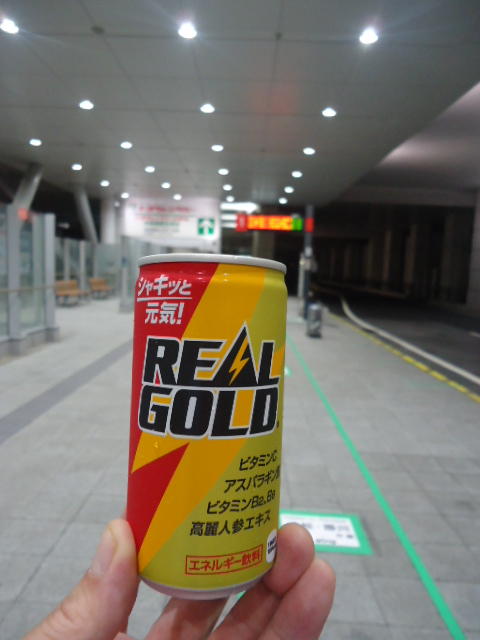 シャキッと
元気!
REAL
GOLD
ビタミンC
アスパラギン酸
ビタミンB2、B6
高麗人参エキス
エネルギー飲料